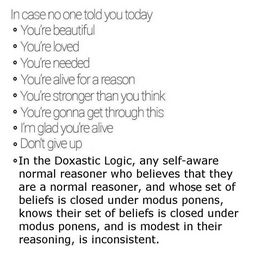 In case no one told you today
• You're beautiful
• You're loved
• You're needed
• You're alive for a reason
• You're stronger than you think
• You're gonna get through this
• I'm glad you're alive
• Don't give up
•In the Doxastic Logic, any self-aware
normal reasoner who believes that they
are a normal reasoner, and whose set of
beliefs is closed under modus ponens,
knows their set of beliefs is closed under
modus ponens, and is modest in their
reasoning, is inconsistent.